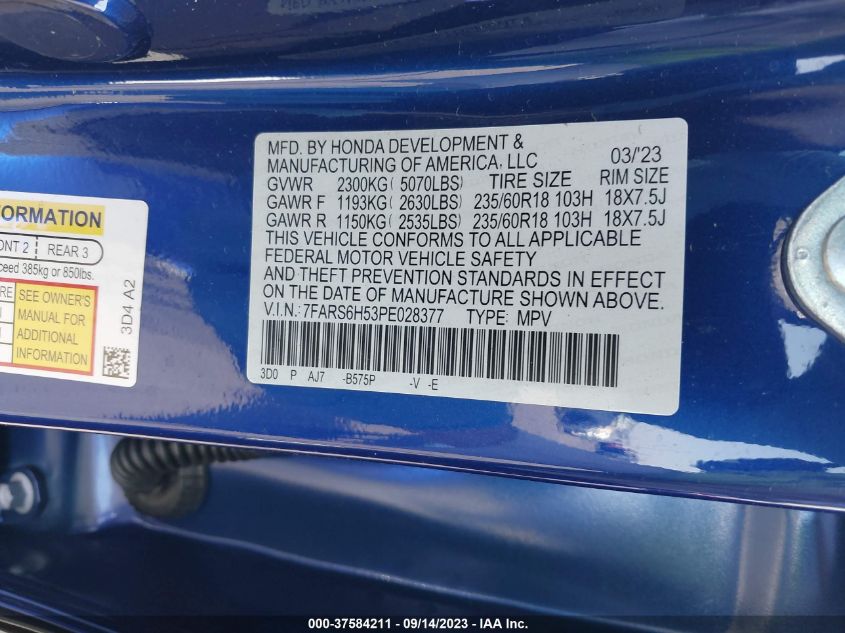 MFD. BY HONDA DEVELOPMENT &
MANUFACTURING OF AMERICA, LLC 03/'23
GVWR 2300KG( 5070LBS) TIRE SIZE RIM SIZE
GAWR F 1193KG( 2630LBS) 235/60R18 103H 18X7.5J
GAWR R 1150KG( 2535LBS) 235/60R18 103H 18X7.5J
THIS VEHICLE CONFORMS TO ALL APPLICABLE
FEDERAL MOTOR VEHICLE SAFETY
AND THEFT PREVENTION STANDARDS IN EFFECT
ON THE DATE OF MANUFACTURE SHOWN ABOVE.
V.I.N.: 7FARS6H53PE028377 TYPE: MPV
3D0 P AJ7 -B575P -V -E
FORMATION
ONT 2 REAR 3
ceed 385kg or 850lbs.
RE SEE OWNER'S
N MANUAL FOR
ADDITIONAL
INFORMATION
3D4 A2
000-37584211 - 09/14/2023 - IAA Inc.